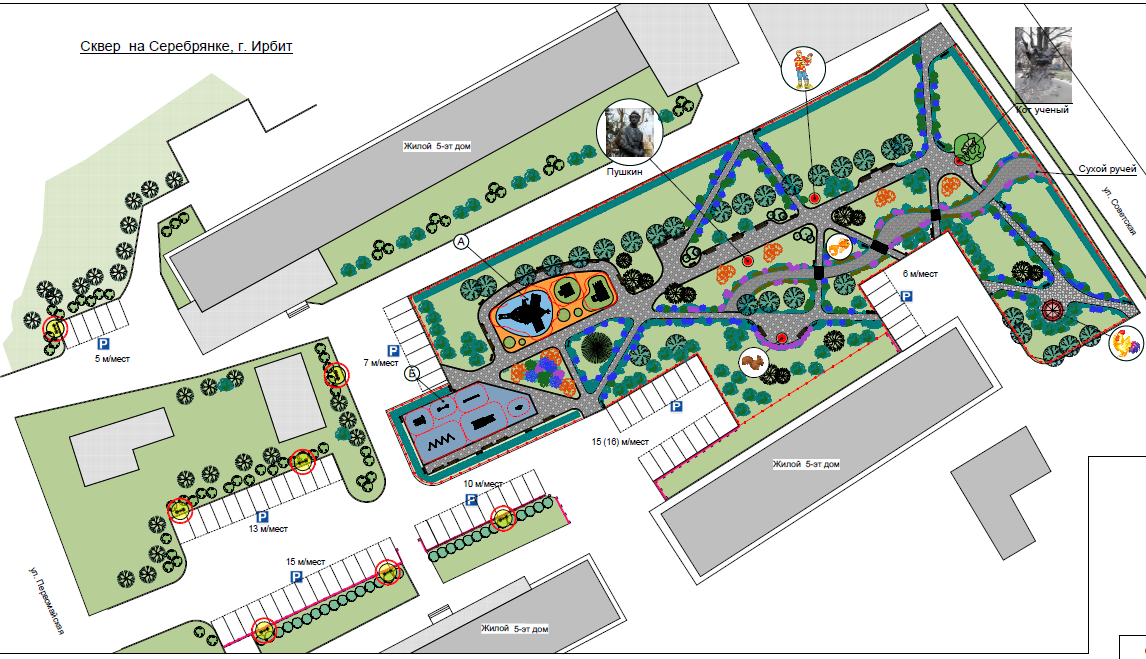 Сквер на Серебрянке, г. Ирбит
Кот ученый
Жилой 5-эт дом
Пушкин
Сухой ручей
ул. Советская
А
6 м/мест
P
P
5 м/мест
P
7 м/мест
Б
P
15 (16) м/мест
Жилой 5-эт дом
10 м/мест
P
P
13 м/мест
15 м/мест
P
ул. Первомайская
Жилой 5-эт дом